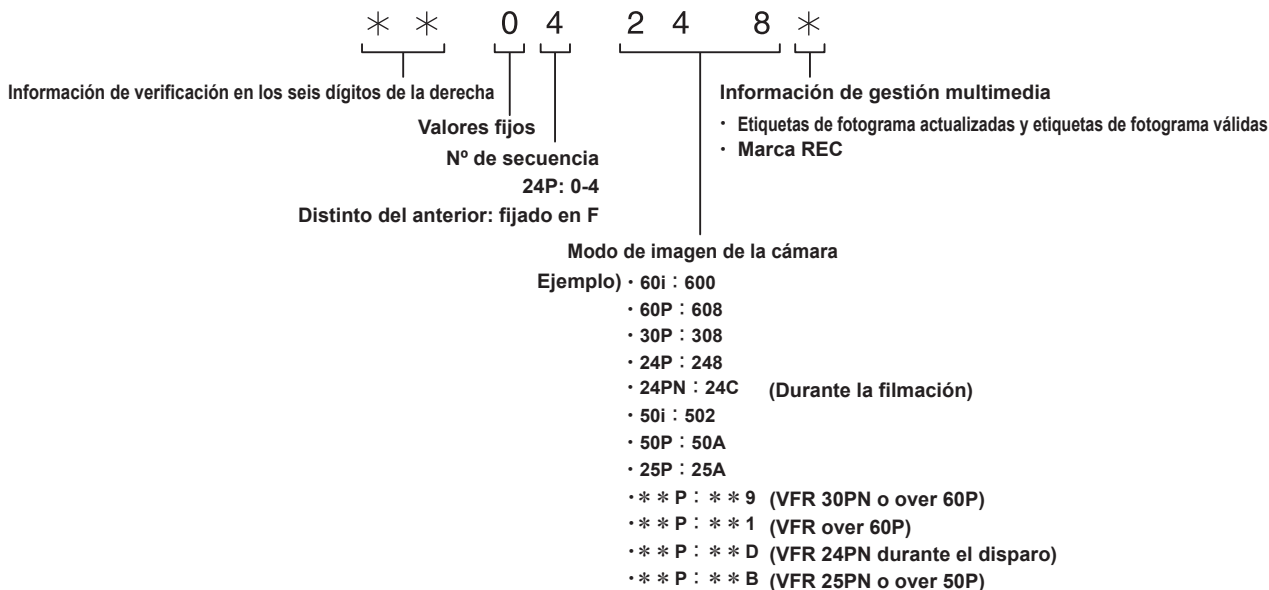 ＊ ＊ 0 4 2 4 8 ＊
Información de verificación en los seis dígitos de la derecha
Valores fijos
Nº de secuencia
24P: 0-4
Distinto del anterior: fijado en F
Información de gestión multimedia
・ Etiquetas de fotograma actualizadas y etiquetas de fotograma válidas
・ Marca REC
Modo de imagen de la cámara
Ejemplo)・60i：600
・60P：608
・30P：308
・24P：248
・24PN：24C (Durante la filmación)
・50i：502
・50P：50A
・25P：25A
・＊＊P：＊＊9 (VFR 30PN o over 60P)
・＊＊P：＊＊1 (VFR over 60P)
・＊＊P：＊＊D (VFR 24PN durante el disparo)
・＊＊P：＊＊B (VFR 25PN o over 50P)